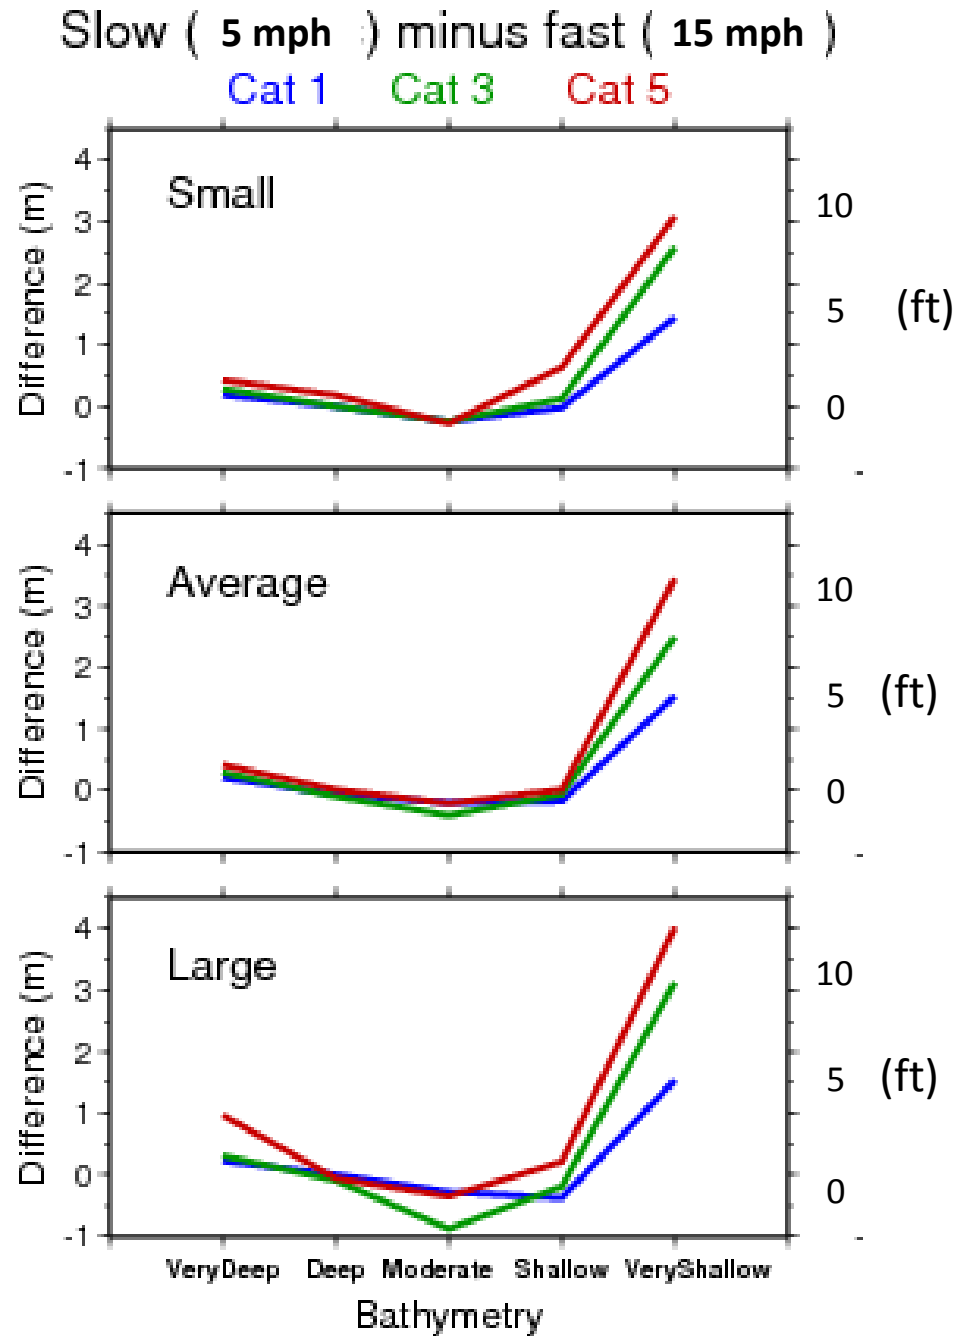 Slow ( 5 mph ) minus fast ( 15 mph )
Cat 1 Cat 3 Cat 5
Small
Difference (m)
4
3
2
1
0
-1
10
5
0
-
(ft)
Average
Difference (m)
4
3
2
1
0
-1
10
5
0
-
(ft)
Large
Difference (m)
4
3
2
1
0
-1
10
5
0
-
(ft)
VeryDeep Deep Moderate Shallow VeryShallow
Bathymetry